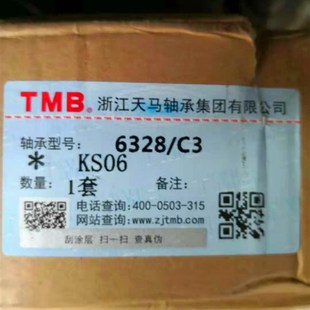 TMB® 浙江天马轴承集团有限公司
轴承型号: 6328/C3
* KS06
数量: 1套 备注:
电话查询:400-0503-315
网站查询:www.zjtmb.com
刮涂层 扫一扫 查真伪